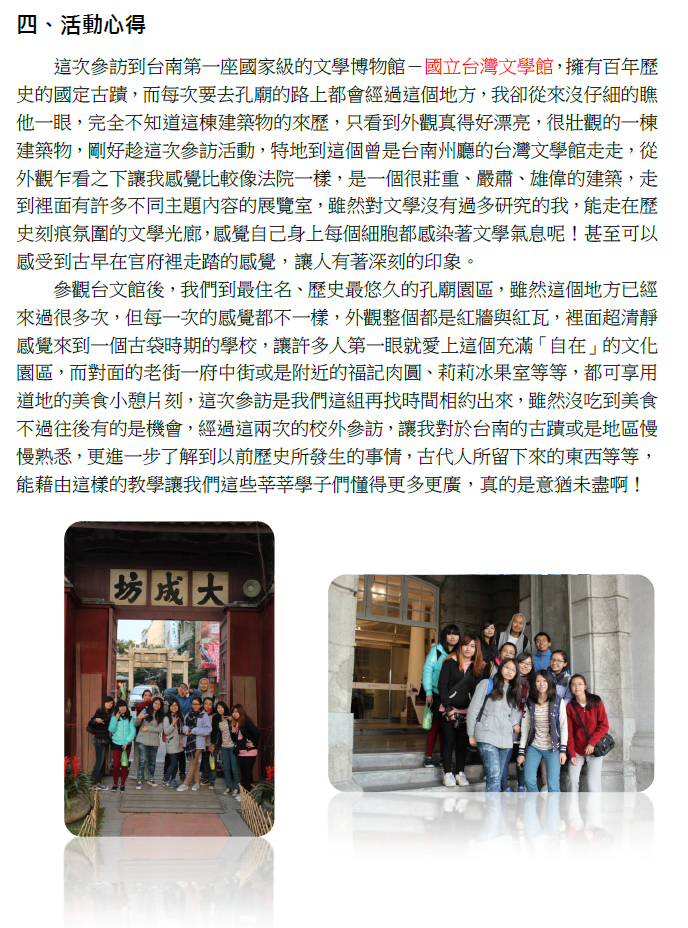 四、活動心得
這次參訪到台南第一座國家級的文學博物館－國立台灣文學館，擁有百年歷
史的國定古蹟，而每次要去孔廟的路上都會經過這個地方，我卻從來沒仔細的瞧
他一眼，完全不知道這棟建築物的來歷，只看到外觀真得好漂亮，很壯觀的一棟
建築物，剛好趁這次參訪活動，特地到這個曾是台南州廳的台灣文學館走走，從
外觀乍看之下讓我感覺比較像法院一樣，是一個很莊重、嚴肅、雄偉的建築，走
到裡面有許多不同主題內容的展覽室，雖然對文學沒有過多研究的我，能走在歷
史刻痕氛圍的文學光廊，感覺自己身上每個細胞都感染著文學氣息呢！甚至可以
感受到古早在官府裡走踏的感覺，讓人有著深刻的印象。
參觀台文館後，我們到最住名、歷史最悠久的孔廟園區，雖然這個地方已經
來過很多次，但每一次的感覺都不一樣，外觀整個都是紅牆與紅瓦，裡面超清靜
感覺來到一個古袋時期的學校，讓許多人第一眼就愛上這個充滿「自在」的文化
園區，而對面的老街－府中街或是附近的福記肉圓、莉莉冰果室等等，都可享用
道地的美食小憩片刻，這次參訪是我們這組再找時間相約出來，雖然沒吃到美食
不過往後有的是機會，經過這兩次的校外參訪，讓我對於台南的古蹟或是地區慢
慢熟悉，更進一步了解到以前歷史所發生的事情，古代人所留下來的東西等等，
能藉由這樣的教學讓我們這些莘莘學子們懂得更多更廣，真的是意猶未盡啊！
坊成大